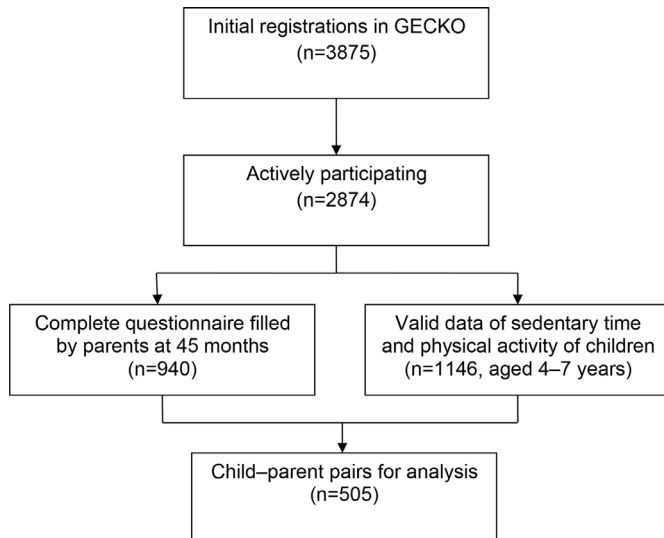 Initial registrations in GECKO
(n=3875)
Actively participating
(n=2874)
Complete questionnaire filled
by parents at 45 months
(n=940)
Valid data of sedentary time
and physical activity of children
(n=1146, aged 4–7 years)
Child–parent pairs for analysis
(n=505)